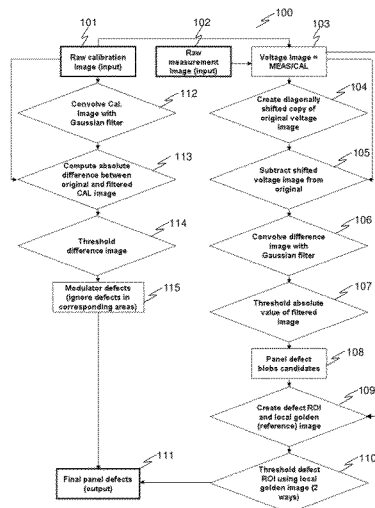 100
101
102
103
Raw calibration
image (input)
Raw
measurement
image (input)
Voltage Image =
MEAS/CAL
112
Convolve Cal.
Image with
Gaussian filter
104
Create diagonally
shifted copy of
original voltage
image
113
Compute absolute
difference between
original and filtered
CAL image
105
Subtract shifted
voltage image from
original
114
Threshold
difference image
106
Convolve difference
image with
Gaussian filter
115
Modulator defects
(ignore defects in
corresponding areas)
107
Threshold absolute
value of filtered
image
108
Panel defect
blobs candidates
109
Create defect ROI
and local golden
(reference) image
110
Threshold defect
ROI using local
golden image (2
ways)
111
Final panel defects
(output)